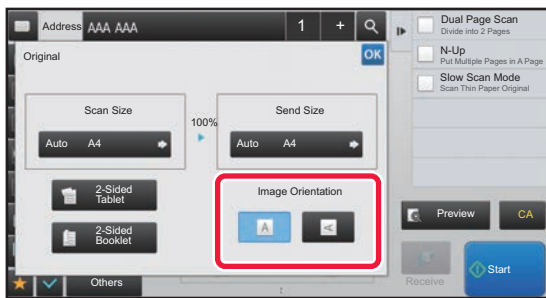 Address AAA AAA 1 +
Original OK
Scan Size
Auto A4
100%
Send Size
Auto A4
2-Sided
Tablet
2-Sided
Booklet
Image Orientation
A A
Others
Dual Page Scan
Divide into 2 Pages
N-Up
Put Multiple Pages in A Page
Slow Scan Mode
Scan Thin Paper Original
Preview CA
Receive
Start